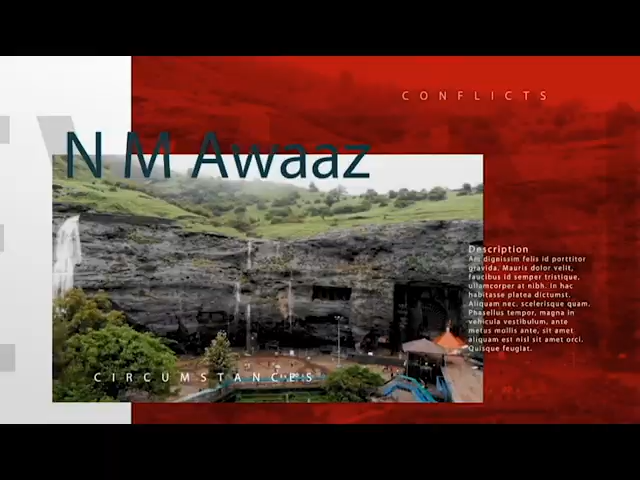 CONFLICTS
N M Awaaz
Description
Am dignissim felis id porttitor
gravida. Mauris dolor velit,
faucibus id semper tristique,
ullamcorper at nibh. In hac
habitasse platea dictumst.
Aliquam nec, scelerisque quam.
Phasellus tempor, magna in
vehicula vestibulum, ante
metus mollis ante, sit amet
aliquam est nisl sit amet orci.
Quisque feugiat.
CIRCUMSTANCES